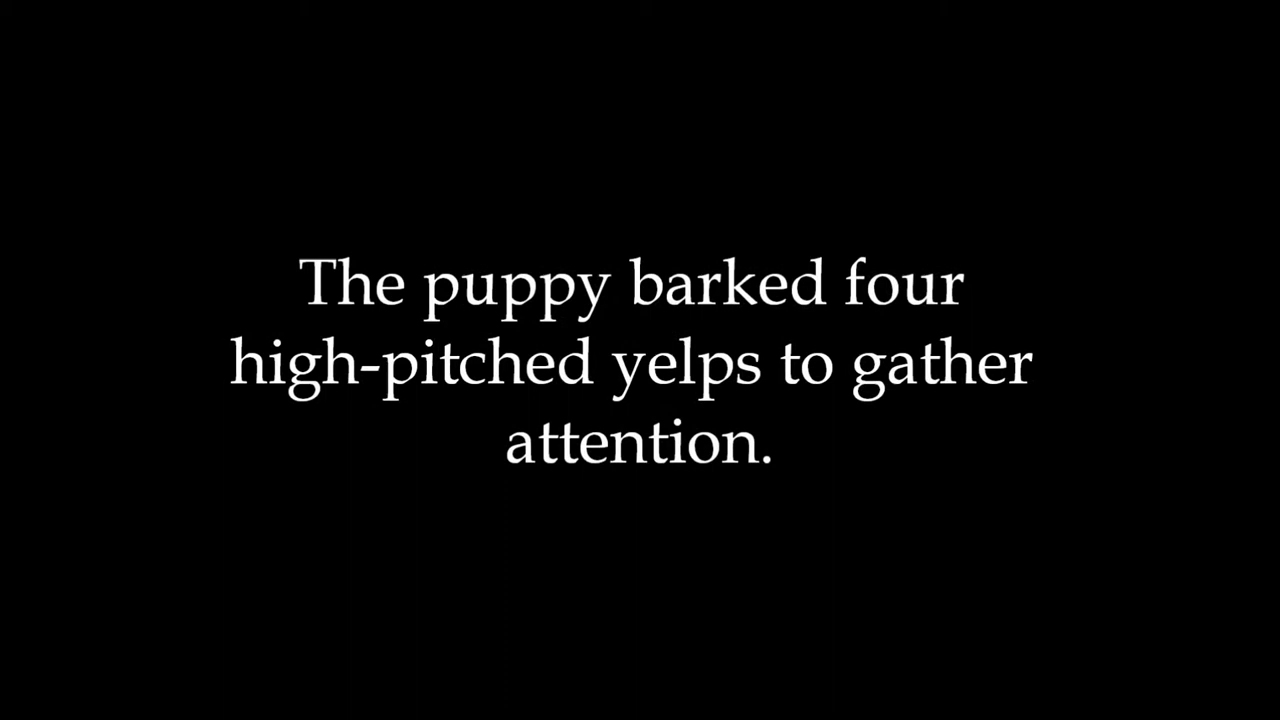 The puppy barked four
high-pitched yelps to gather
attention.